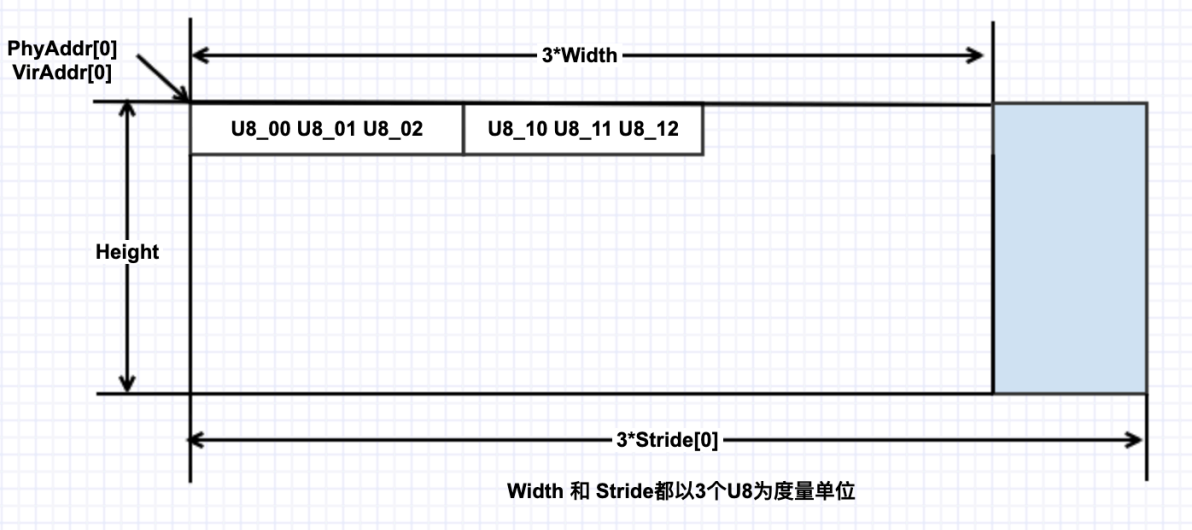 PhyAddr[0]
VirAddr[0]
3*Width
U8_00 U8_01 U8_02
U8_10 U8_11 U8_12
Height
3*Stride[0]
Width 和 Stride都以3个U8为度量单位